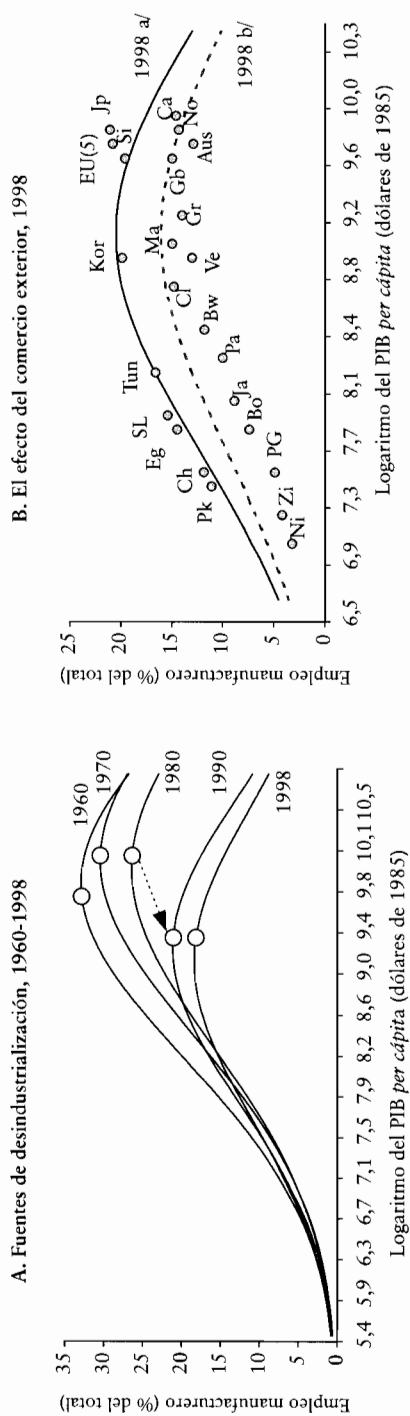 A. Fuentes de desindustrialización, 1960-1998
Empleo manufacturero (% del total)
35
30
25
20
15
10
5
0
1960
1970
1980
1990
1998
5,4 5,9 6,3 6,7 7,1 7,5 7,9 8,2 8,6 9,0 9,4 9,8 10,1 10,5
Logaritmo del PIB per cápita (dólares de 1985)
B. El efecto del comercio exterior, 1998
Empleo manufacturero (% del total)
25
20
15
10
5
0
1998 a/
1998 b/
EU(5)
Jp
Si
Kor
Tun
SL
Eg
Ch
Pk
Ca
No
Aus
Gb
Gr
Ma
Ve
Cl
Bw
Pa
Ja
Bo
PG
Zi
Ni
6,5 6,9 7,3 7,7 8,1 8,4 8,8 9,2 9,6 10,0 10,3
Logaritmo del PIB per cápita (dólares de 1985)